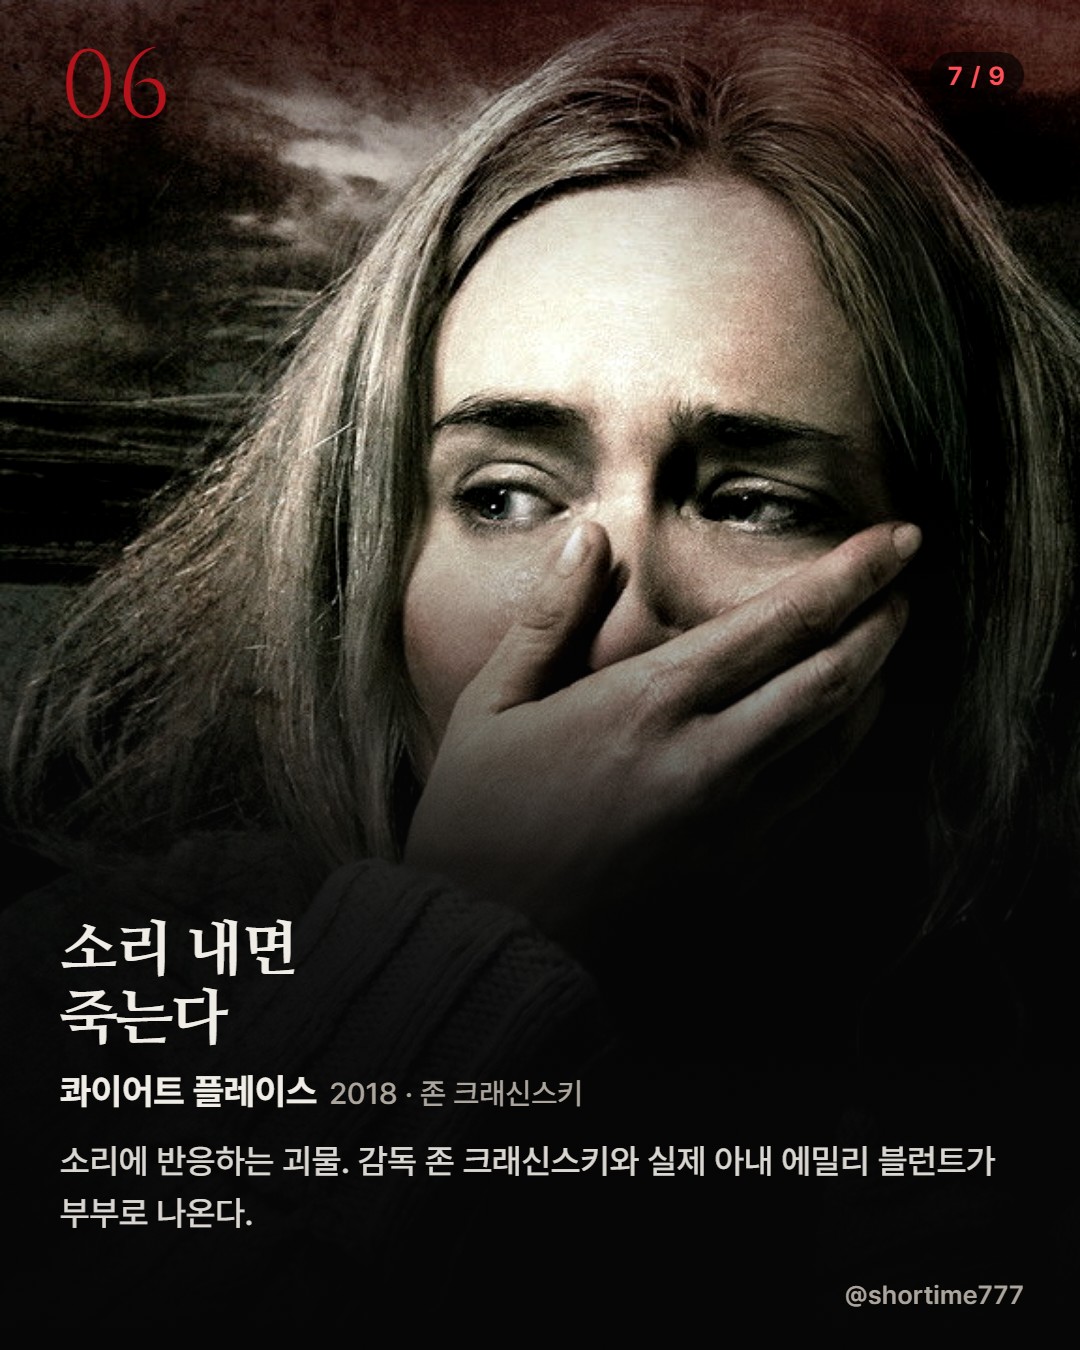 06
7 / 9
소리 내면
죽는다
콰이어트 플레이스 2018 · 존 크래신스키
소리에 반응하는 괴물. 감독 존 크래신스키와 실제 아내 에밀리 블런트가
부부로 나온다.
@shortime777